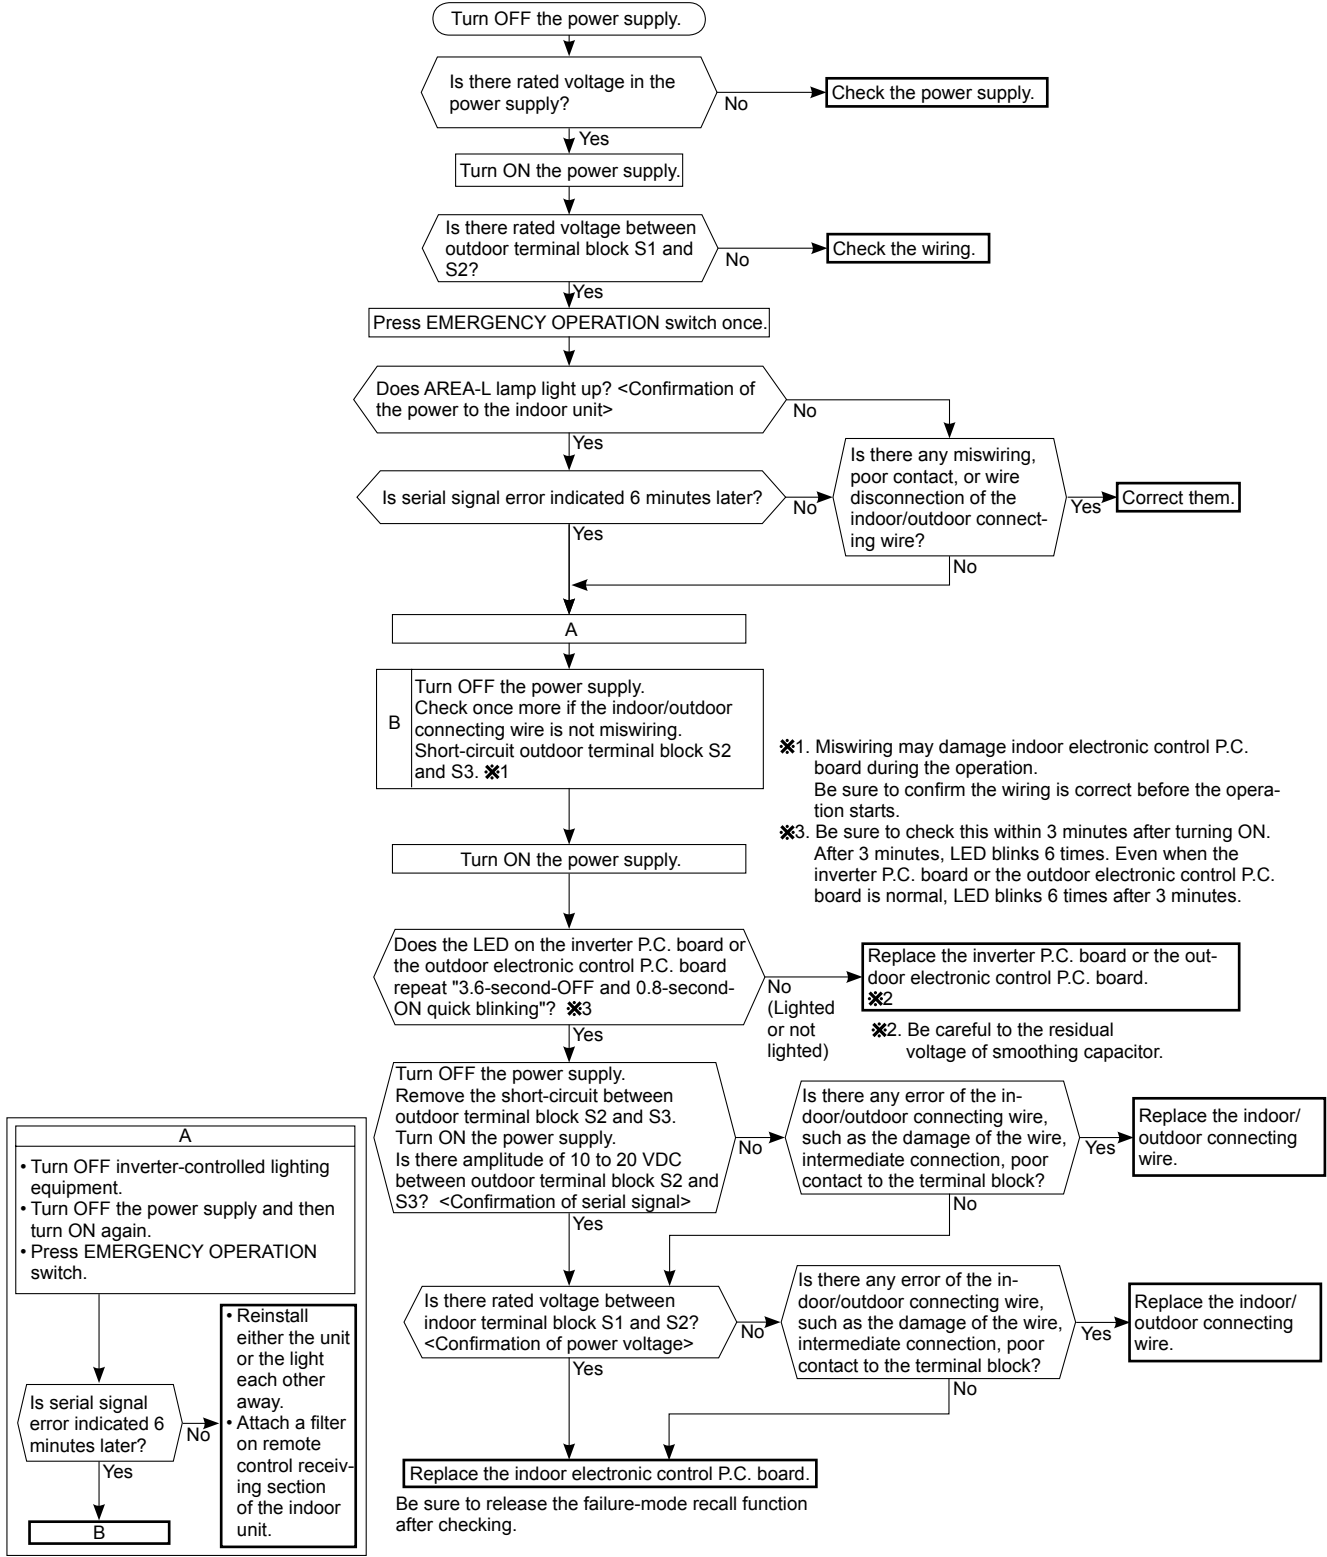 Turn OFF the power supply.
Is there rated voltage in the
power supply?
No
Check the power supply.
Yes
Turn ON the power supply.
Is there rated voltage between
outdoor terminal block S1 and
S2?
No
Check the wiring.
Yes
Press EMERGENCY OPERATION switch once.
Does AREA-L lamp light up? <Confirmation of
the power to the indoor unit>
No
Yes
Is serial signal error indicated 6 minutes later?
No
Is there any miswiring,
poor contact, or wire
disconnection of the
indoor/outdoor connect-
ing wire?
Yes
Correct them.
Yes
No
A
B
Turn OFF the power supply.
Check once more if the indoor/outdoor
connecting wire is not miswiring.
Short-circuit outdoor terminal block S2
and S3. ※1
※1. Miswiring may damage indoor electronic control P.C.
board during the operation.
Be sure to confirm the wiring is correct before the opera-
tion starts.
※3. Be sure to check this within 3 minutes after turning ON.
After 3 minutes, LED blinks 6 times. Even when the
inverter P.C. board or the outdoor electronic control P.C.
board is normal, LED blinks 6 times after 3 minutes.
Turn ON the power supply.
Does the LED on the inverter P.C. board or
the outdoor electronic control P.C. board
repeat "3.6-second-OFF and 0.8-second-
ON quick blinking"? ※3
No
(Lighted
or not
lighted)
Replace the inverter P.C. board or the out-
door electronic control P.C. board.
※2
※2. Be careful to the residual
voltage of smoothing capacitor.
Yes
Turn OFF the power supply.
Remove the short-circuit between
outdoor terminal block S2 and S3.
Turn ON the power supply.
Is there amplitude of 10 to 20 VDC
between outdoor terminal block S2 and
S3? <Confirmation of serial signal>
No
Is there any error of the in-
door/outdoor connecting wire,
such as the damage of the wire,
intermediate connection, poor
contact to the terminal block?
Yes
Replace the indoor/
outdoor connecting
wire.
Yes
No
Is there rated voltage between
indoor terminal block S1 and S2?
<Confirmation of power voltage>
No
Is there any error of the in-
door/outdoor connecting wire,
such as the damage of the wire,
intermediate connection, poor
contact to the terminal block?
Yes
Replace the indoor/
outdoor connecting
wire.
Yes
No
Replace the indoor electronic control P.C. board.
Be sure to release the failure-mode recall function
after checking.
A
• Turn OFF inverter-controlled lighting
equipment.
• Turn OFF the power supply and then
turn ON again.
• Press EMERGENCY OPERATION
switch.
Is serial signal
error indicated 6
minutes later?
No
• Reinstall
either the unit
or the light
each other
away.
• Attach a filter
on remote
control receiv-
ing section
of the indoor
unit.
Yes
B